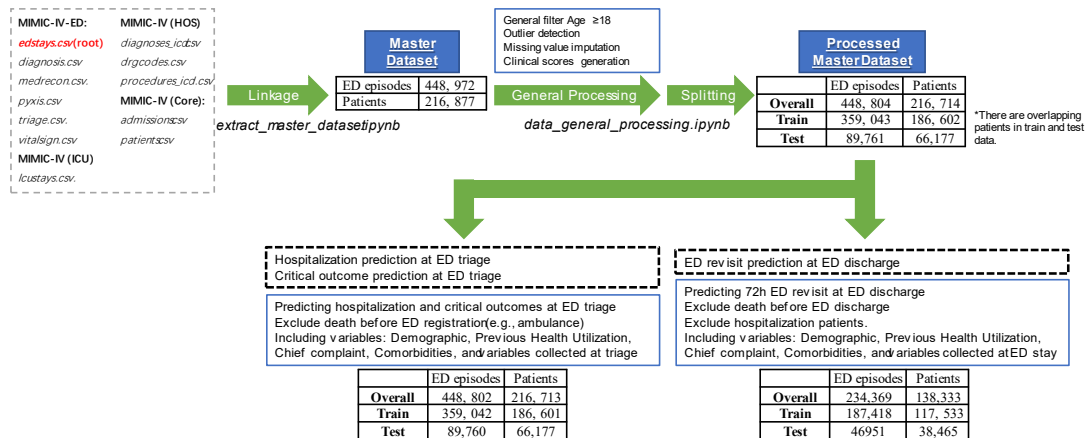 MIMIC-IV-ED:
edstays.csv(root)
diagnosis.csv
medrecon.csv.
pyxis.csv
triage.csv.
vitalsign.csv
MIMIC-IV (ICU)
Icustays.csv.
MIMIC-IV (HOS)
diagnoses_icd.csv
drgcodes.csv
procedures_icd.csv
MIMIC-IV (Core):
admissions.csv
patients.csv
Linkage
extract_master_dataset.ipynb
Master
Dataset
ED episodes 448, 972
Patients 216, 877
General filter Age ≥18
Outlier detection
Missing value imputation
Clinical scores generation
General Processing
data_general_processing.ipynb
Splitting
Processed
Master Dataset
ED episodes Patients
Overall 448, 804 216, 714
Train 359, 043 186, 602
Test 89,761 66,177
*There are overlapping
patients in train and test
data.
Hospitalization prediction at ED triage
Critical outcome prediction at ED triage
Predicting hospitalization and critical outcomes at ED triage
Exclude death before ED registration(e.g., ambulance)
Including variables: Demographic, Previous Health Utilization,
Chief complaint, Comorbidities, and variables collected at triage
ED episodes Patients
Overall 448, 802 216, 713
Train 359, 042 186, 601
Test 89,760 66,177
ED revisit prediction at ED discharge
Predicting 72h ED revisit at ED discharge
Exclude death before ED discharge
Exclude hospitalization patients.
Including variables: Demographic, Previous Health Utilization,
Chief complaint, Comorbidities, and variables collected at ED stay
ED episodes Patients
Overall 234,369 138,333
Train 187,418 117, 533
Test 46951 38,465